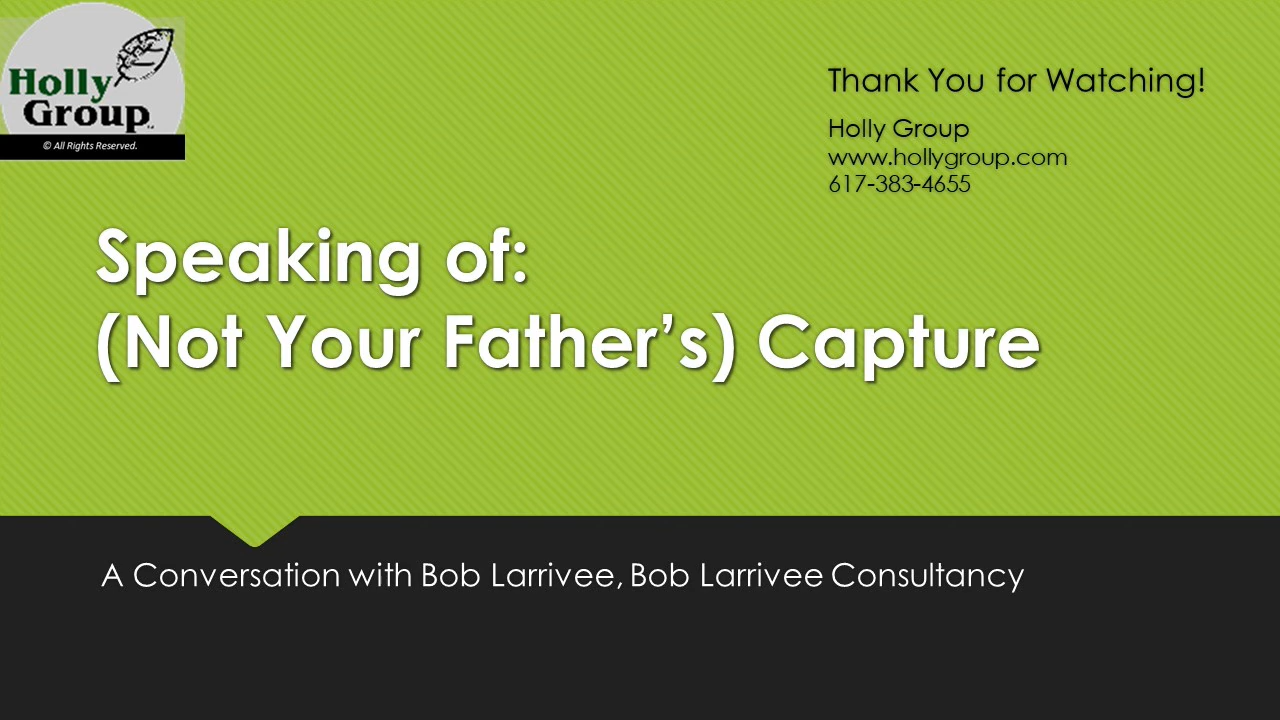 Holly
Group
© All Rights Reserved.
Thank You for Watching!
Holly Group
www.hollygroup.com
617-383-4655
Speaking of:
(Not Your Father’s) Capture
A Conversation with Bob Larrivee, Bob Larrivee Consultancy